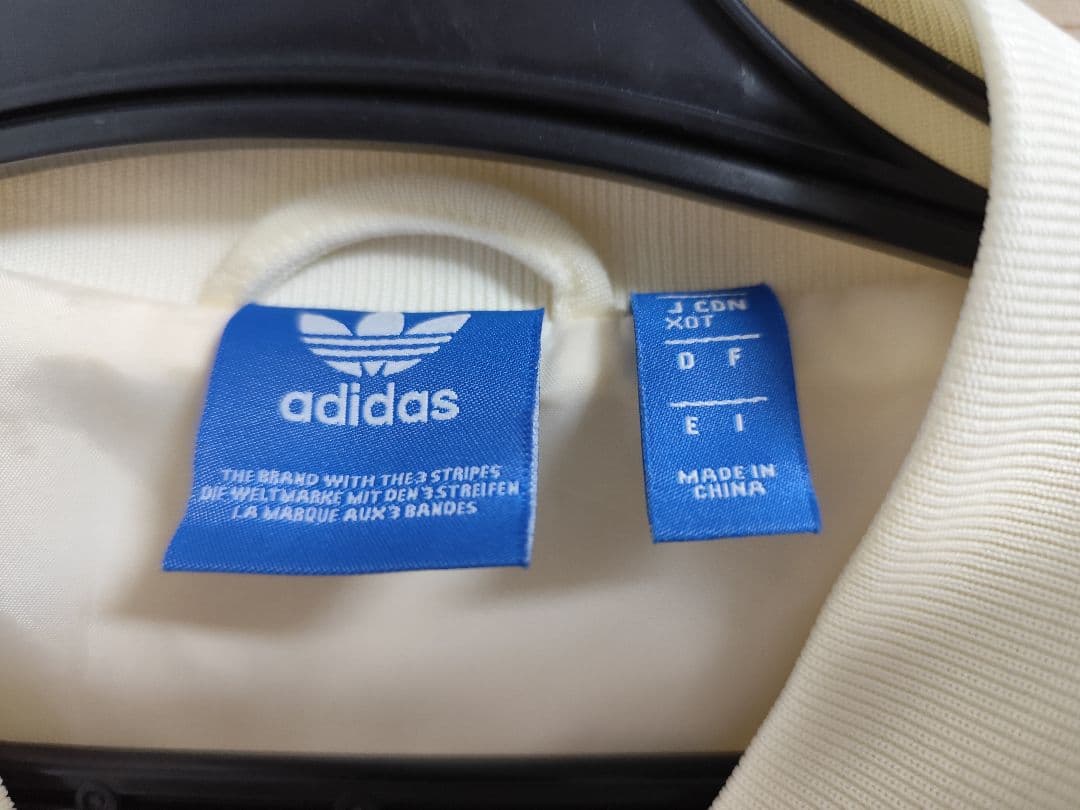 adidas
THE BRAND WITH THE 3 STRIPES
DIE WELTMARKE MIT DEN 3 STREIFEN
LA MARQUE AUX 3 BANDES
J CDN
XOT
D F
E I
MADE IN
CHINA